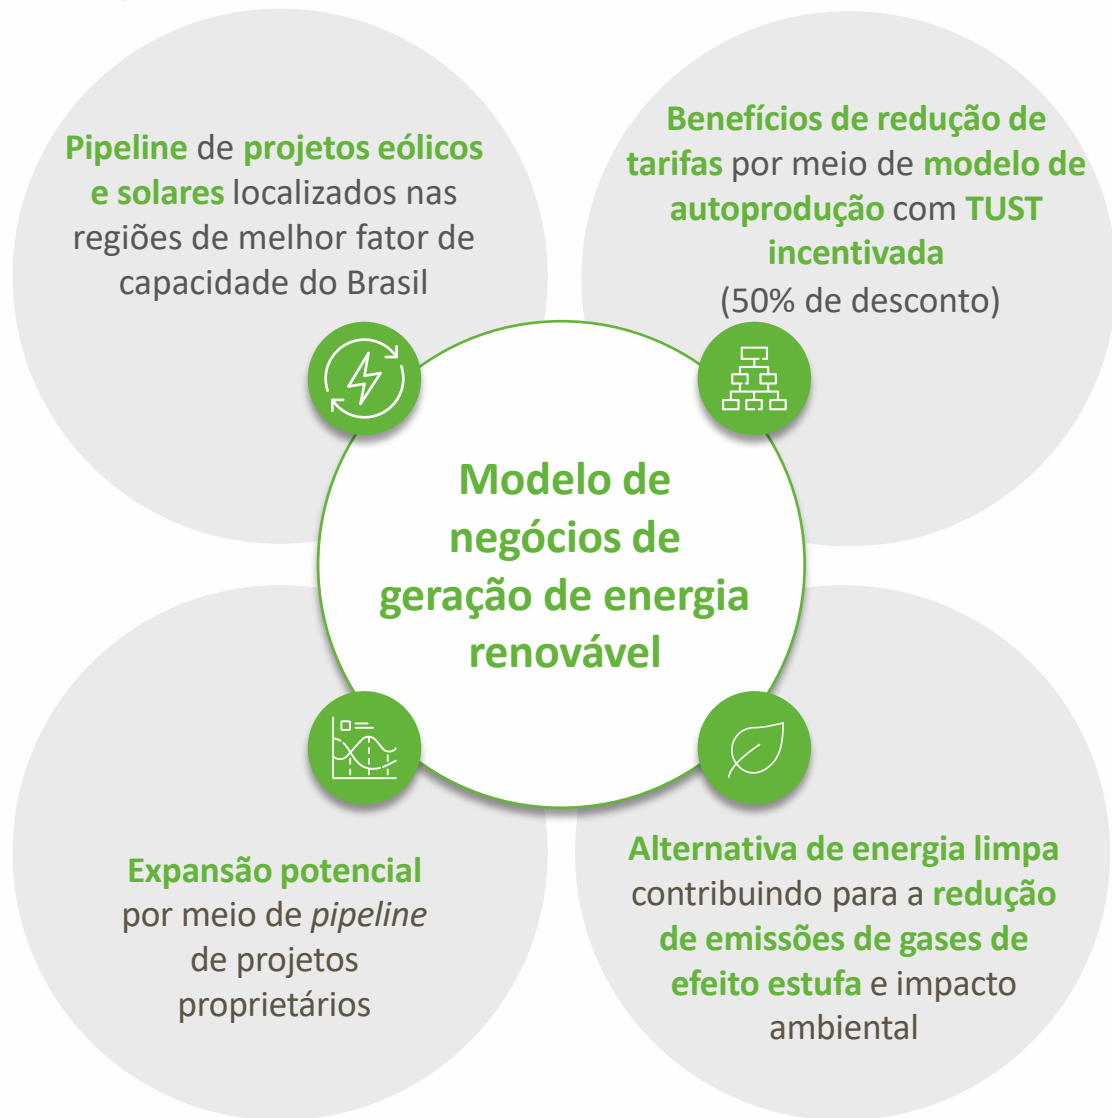 Pipeline de projetos eólicos
e solares localizados nas
regiões de melhor fator de
capacidade do Brasil
Benefícios de redução de
tarifas por meio de modelo de
autoprodução com TUST
incentivada
(50% de desconto)
Modelo de
negócios de
geração de energia
renovável
Expansão potencial
por meio de pipeline
de projetos
proprietários
Alternativa de energia limpa
contribuindo para a redução
de emissões de gases de
efeito estufa e impacto
ambiental